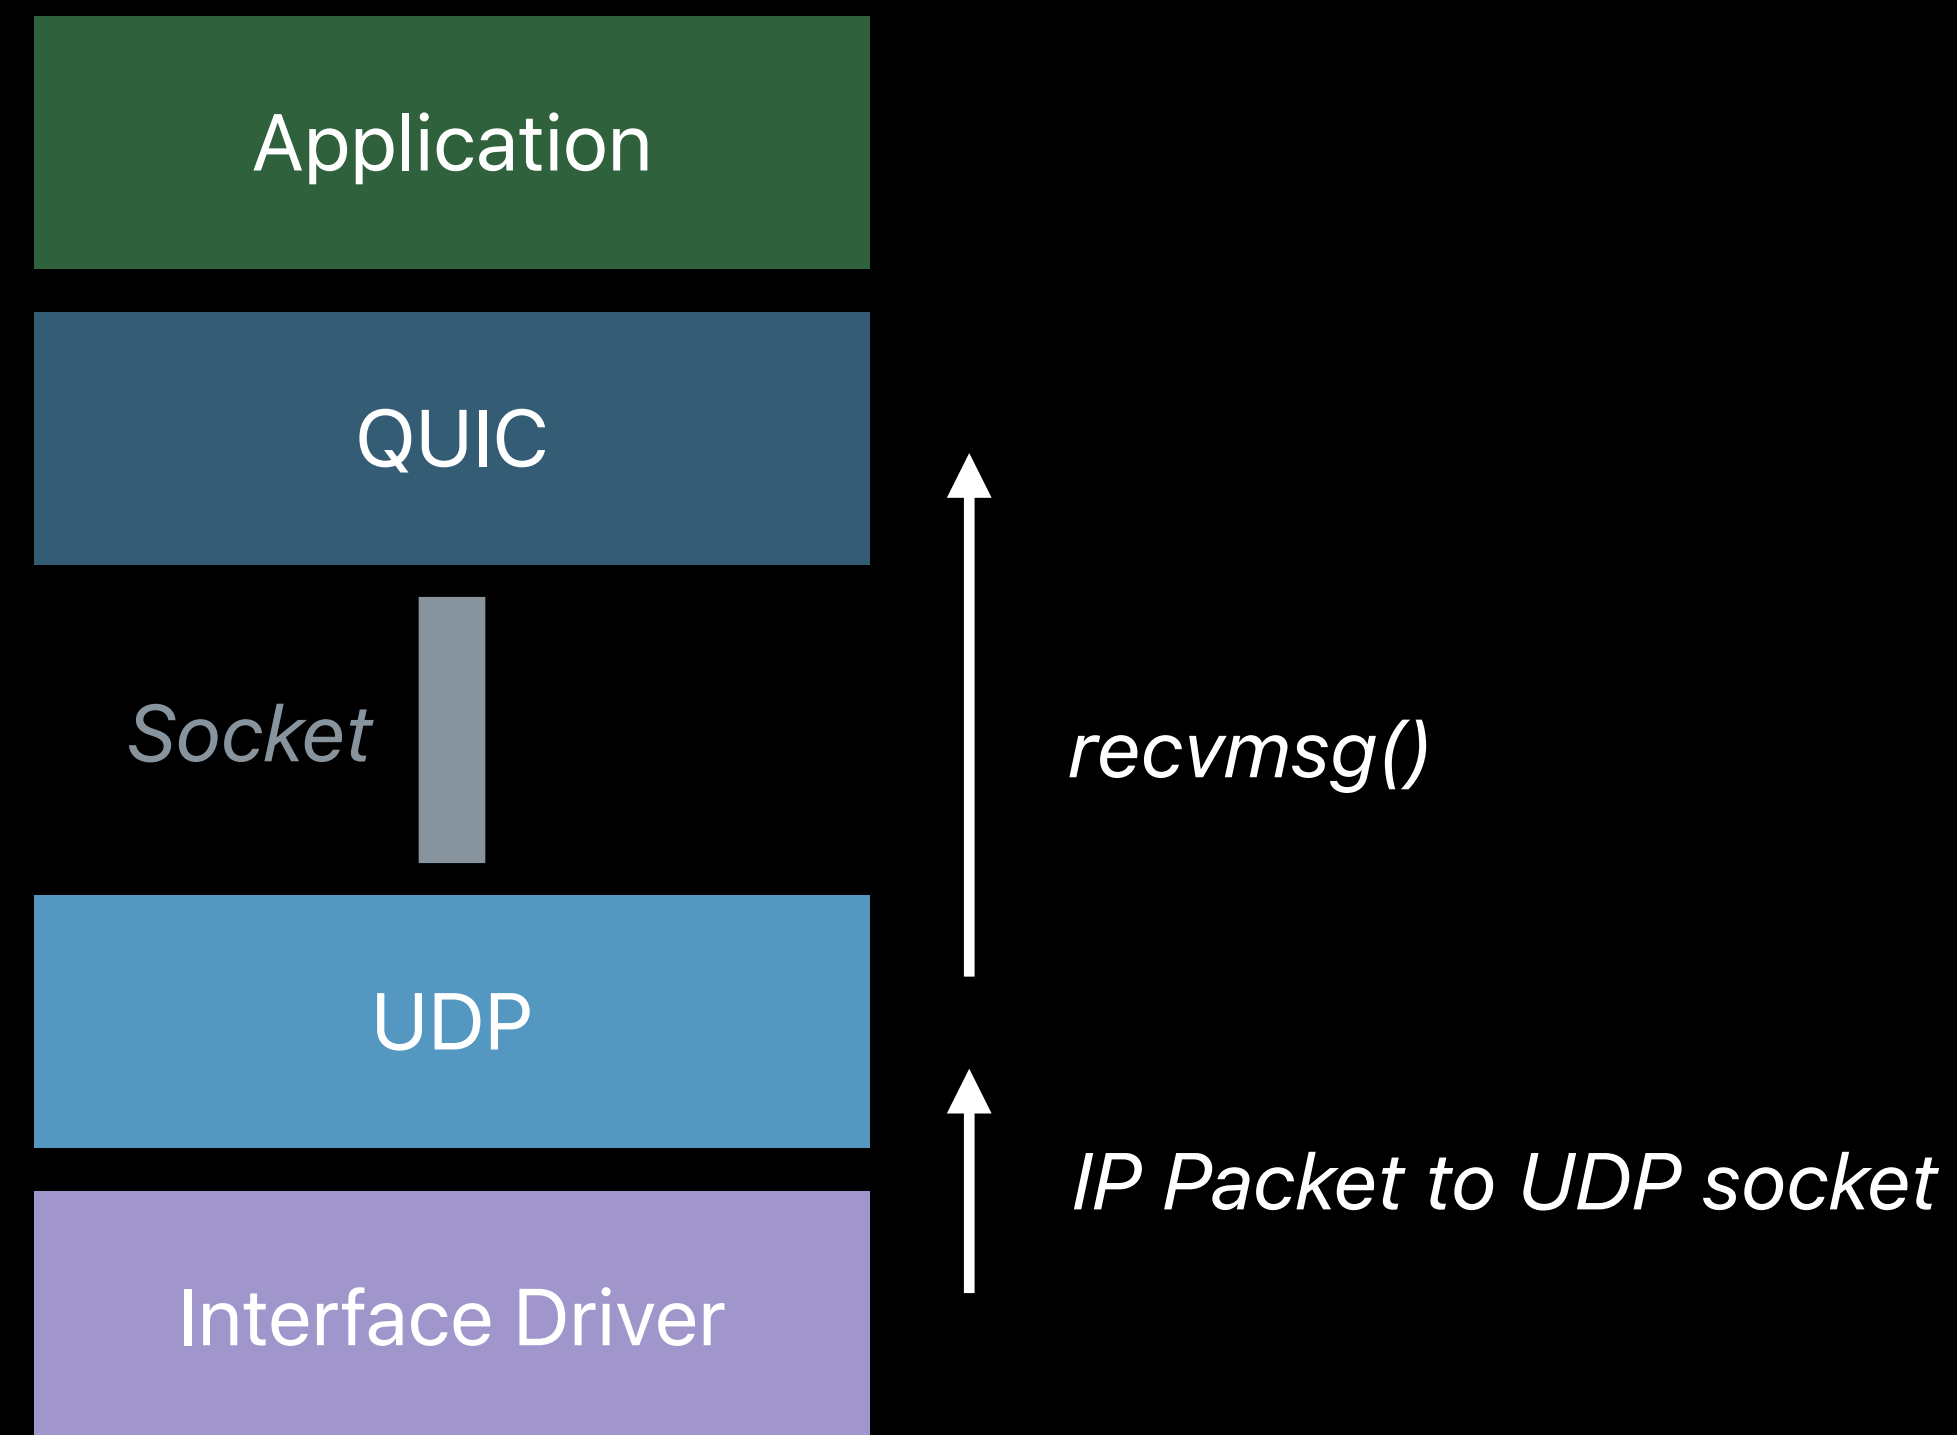 Application
QUIC
Socket
recvmsg()
UDP
IP Packet to UDP socket
Interface Driver